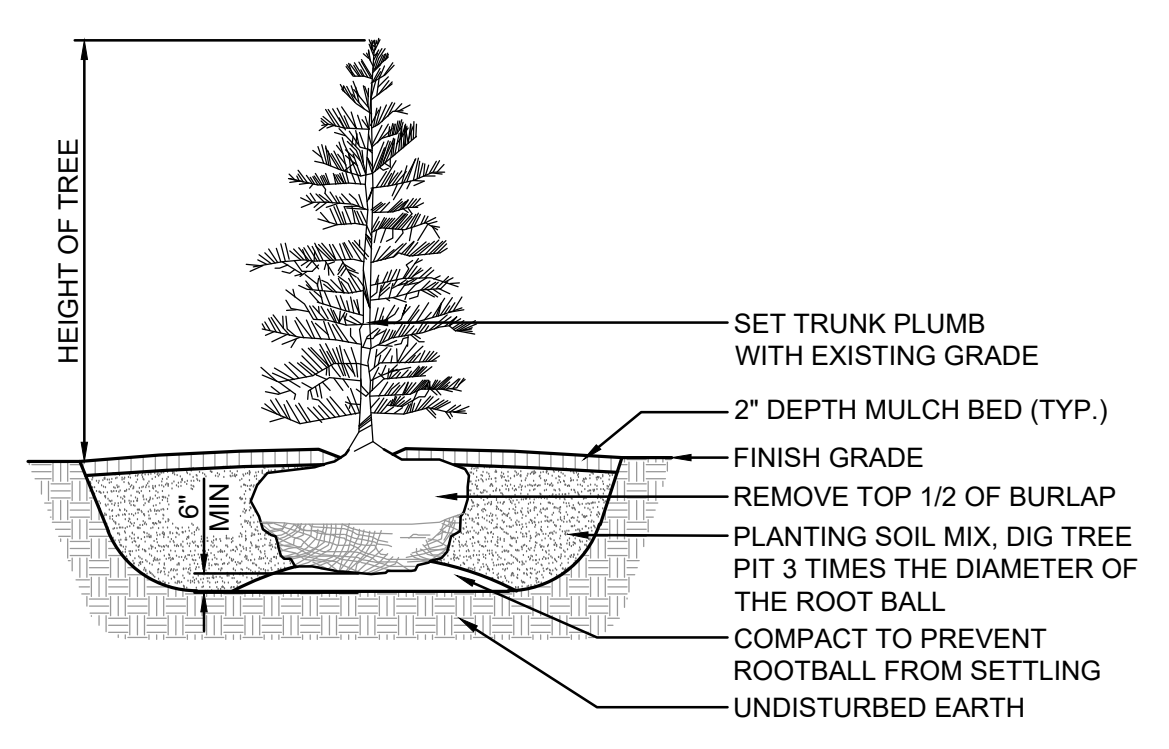 HEIGHT OF TREE
6"
MIN
SET TRUNK PLUMB
WITH EXISTING GRADE
2" DEPTH MULCH BED (TYP.)
FINISH GRADE
REMOVE TOP 1/2 OF BURLAP
PLANTING SOIL MIX, DIG TREE
PIT 3 TIMES THE DIAMETER OF
THE ROOT BALL
COMPACT TO PREVENT
ROOTBALL FROM SETTLING
UNDISTURBED EARTH